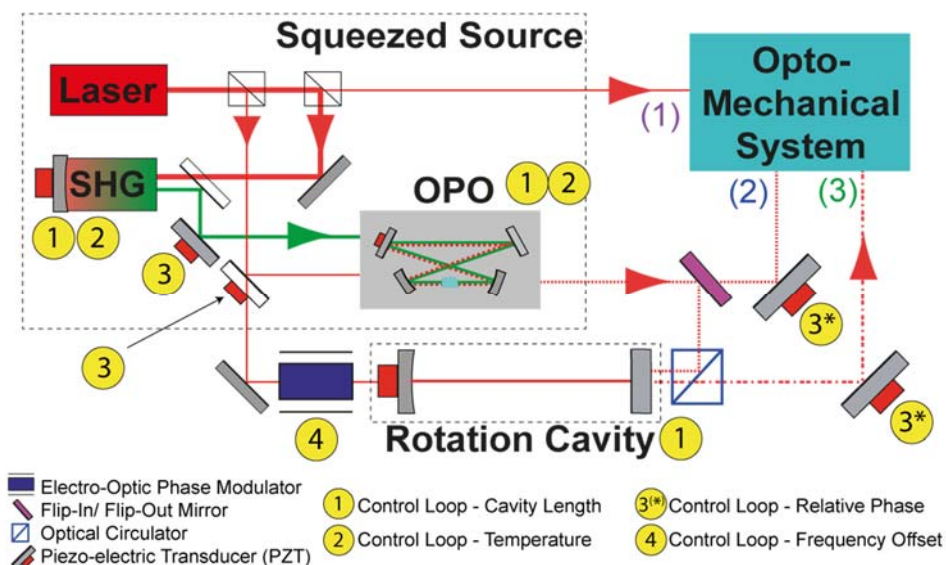 Squeezed Source
Laser
Opto-
Mechanical
System
(1)
(2)
(3)
SHG
1
2
OPO
1
2
3
3
3*
3*
4
Rotation Cavity
1
Electro-Optic Phase Modulator
Flip-In/ Flip-Out Mirror
Optical Circulator
Piezo-electric Transducer (PZT)
1 Control Loop - Cavity Length
2 Control Loop - Temperature
3(*) Control Loop - Relative Phase
4 Control Loop - Frequency Offset